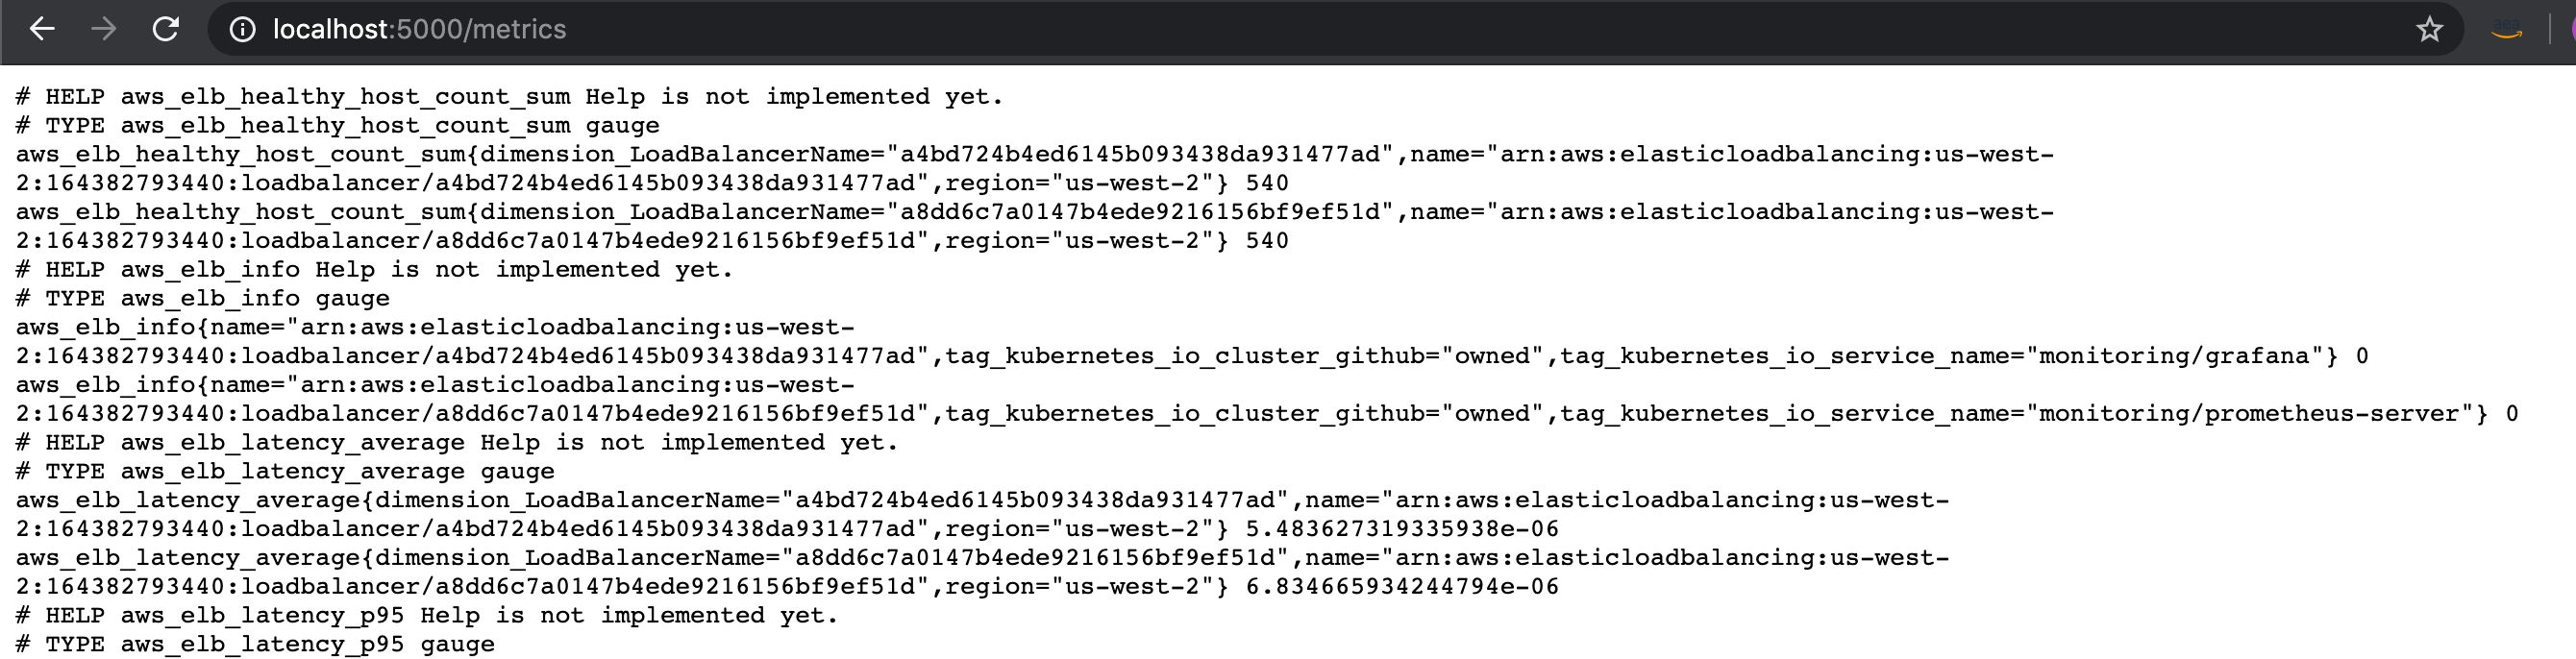 localhost:5000/metrics
# HELP aws_elb_healthy_host_count_sum Help is not implemented yet.
# TYPE aws_elb_healthy_host_count_sum gauge
aws_elb_healthy_host_count_sum{dimension_LoadBalancerName="a4bd724b4ed6145b093438da931477ad",name="arn:aws:elasticloadbalancing:us-west-
2:164382793440:loadbalancer/a4bd724b4ed6145b093438da931477ad",region="us-west-2"} 540
aws_elb_healthy_host_count_sum{dimension_LoadBalancerName="a8dd6c7a0147b4ede9216156bf9ef51d",name="arn:aws:elasticloadbalancing:us-west-
2:164382793440:loadbalancer/a8dd6c7a0147b4ede9216156bf9ef51d",region="us-west-2"} 540
# HELP aws_elb_info Help is not implemented yet.
# TYPE aws_elb_info gauge
aws_elb_info{name="arn:aws:elasticloadbalancing:us-west-
2:164382793440:loadbalancer/a4bd724b4ed6145b093438da931477ad",tag_kubernetes_io_cluster_github="owned",tag_kubernetes_io_service_name="monitoring/grafana"} 0
aws_elb_info{name="arn:aws:elasticloadbalancing:us-west-
2:164382793440:loadbalancer/a8dd6c7a0147b4ede9216156bf9ef51d",tag_kubernetes_io_cluster_github="owned",tag_kubernetes_io_service_name="monitoring/prometheus-server"} 0
# HELP aws_elb_latency_average Help is not implemented yet.
# TYPE aws_elb_latency_average gauge
aws_elb_latency_average{dimension_LoadBalancerName="a4bd724b4ed6145b093438da931477ad",name="arn:aws:elasticloadbalancing:us-west-
2:164382793440:loadbalancer/a4bd724b4ed6145b093438da931477ad",region="us-west-2"} 5.483627319335938e-06
aws_elb_latency_average{dimension_LoadBalancerName="a8dd6c7a0147b4ede9216156bf9ef51d",name="arn:aws:elasticloadbalancing:us-west-
2:164382793440:loadbalancer/a8dd6c7a0147b4ede9216156bf9ef51d",region="us-west-2"} 6.834665934244794e-06
# HELP aws_elb_latency_p95 Help is not implemented yet.
# TYPE aws_elb_latency_p95 gauge